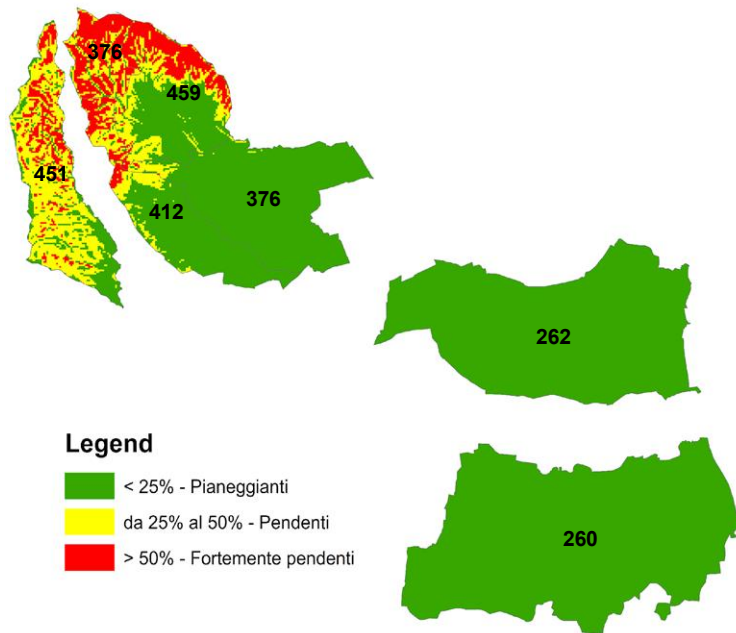 376
459
451
376
412
262
Legend
< 25% - Pianeggianti
da 25% al 50% - Pendenti
> 50% - Fortemente pendenti
260